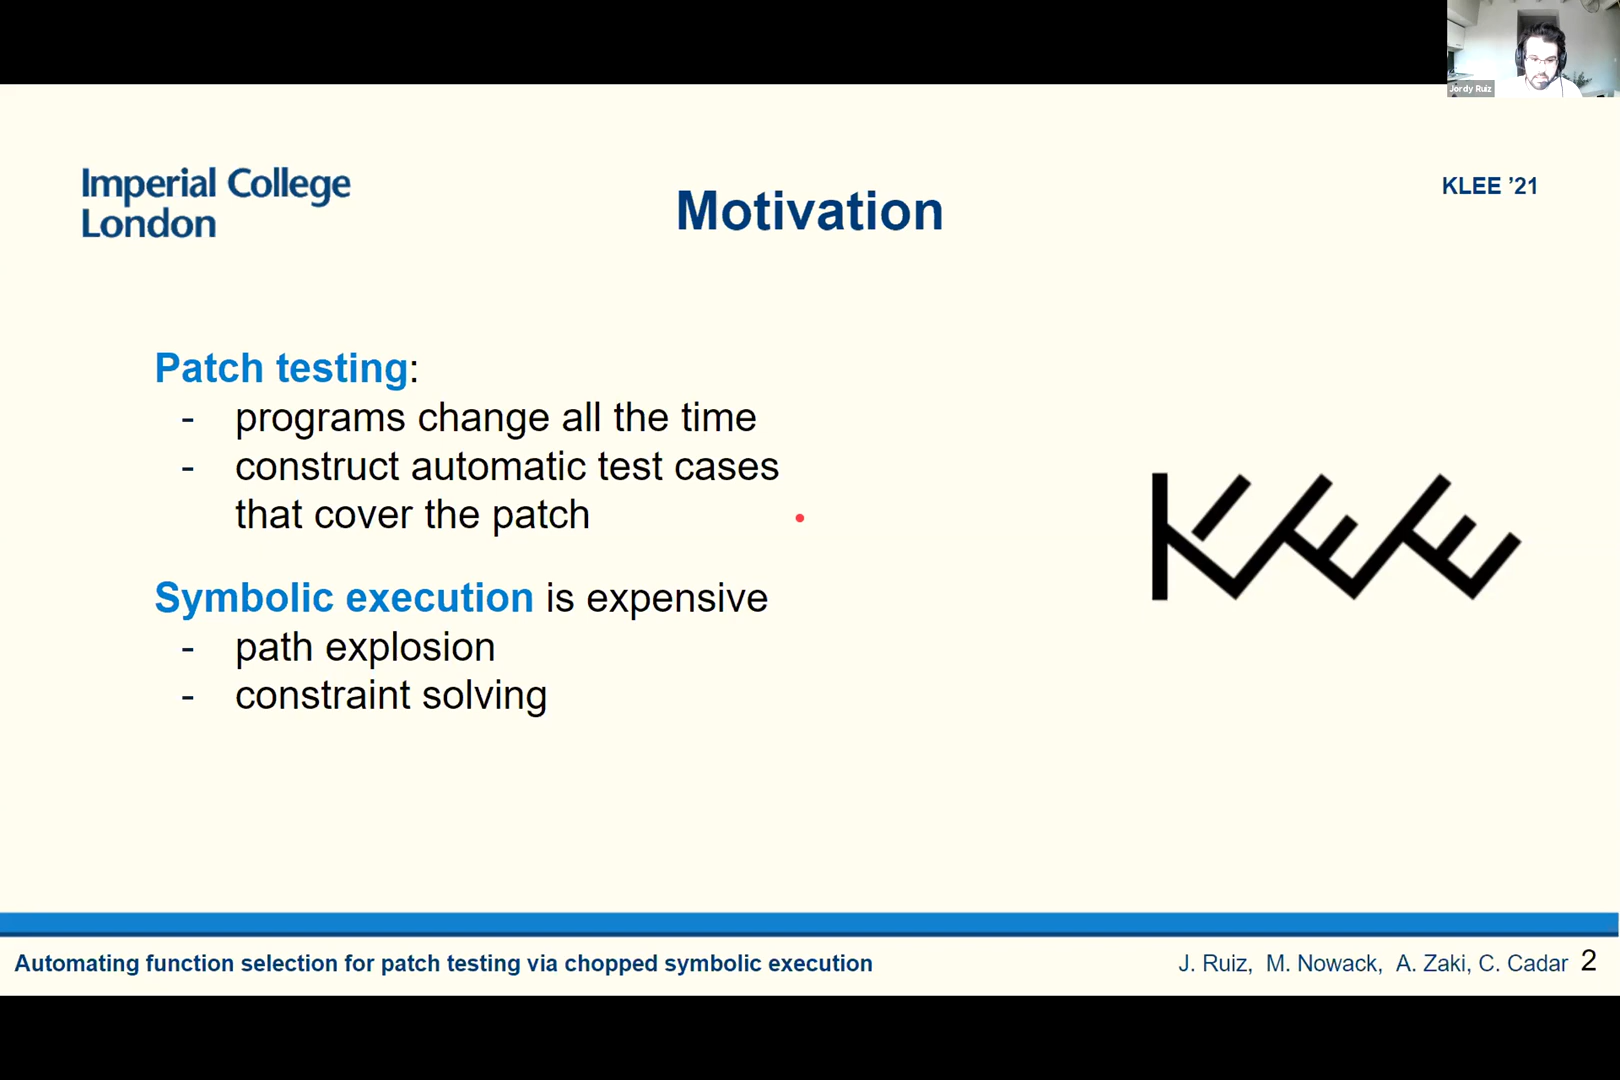 Jordy Ruiz
Imperial College
London
Motivation
KLEE ’21
Patch testing:
- programs change all the time
- construct automatic test cases
that cover the patch
Symbolic execution is expensive
- path explosion
- constraint solving
KLEE
Automating function selection for patch testing via chopped symbolic execution
J. Ruiz, M. Nowack, A. Zaki, C. Cadar 2